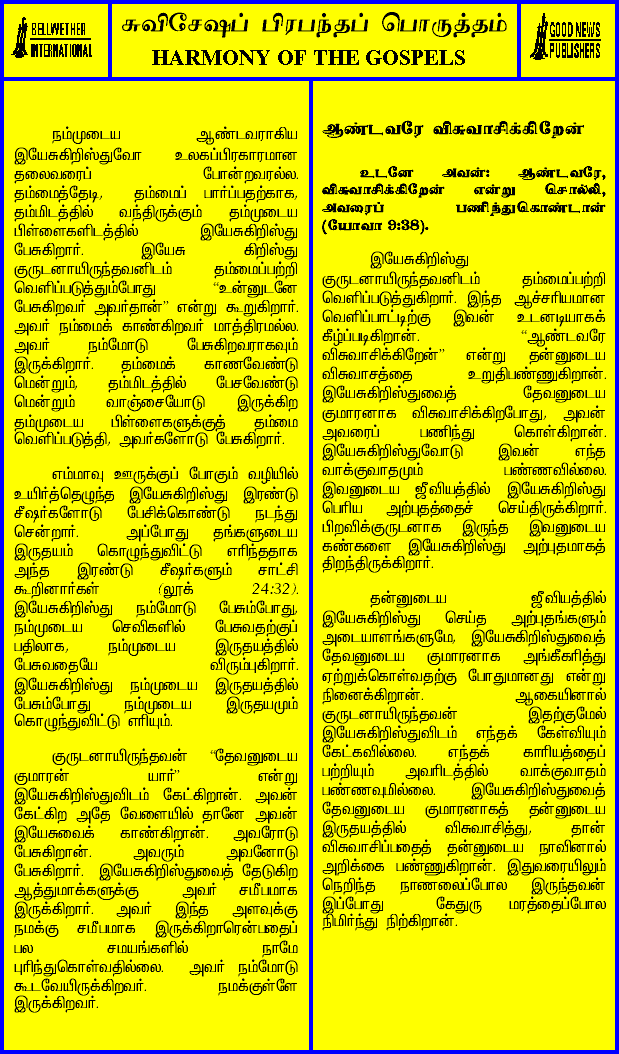 BELLWETHER
INTERNATIONAL
சுவிசேஷப் பிரபந்தப் பொருத்தம்
HARMONY OF THE GOSPELS
GOOD NEWS
PUBLISHERS
நம்முடைய ஆண்டவராகிய
இயேசுகிறிஸ்துவோ உலகப்பிரகாரமான
தலைவரைப் போன்றவரல்ல.
தம்மைத்தேடி, தம்மைப் பார்ப்பதற்காக,
தம்மிடத்தில் வந்திருக்கும் தம்முடைய
பிள்ளைகளிடத்தில் இயேசுகிறிஸ்து
பேசுகிறார். இயேசு கிறிஸ்து
குருடனாயிருந்தவனிடம் தம்மைப்பற்றி
வெளிப்படுத்தும்போது “உன்னுடனே
பேசுகிறவர் அவர்தான்” என்று கூறுகிறார்.
அவர் நம்மைக் காண்கிறவர் மாத்திரமல்ல.
அவர் நம்மோடு பேசுகிறவராகவும்
இருக்கிறார். தம்மைக் காணவேண்டு
மென்றும், தம்மிடத்தில் பேசவேண்டு
மென்றும் வாஞ்சையோடு இருக்கிற
தம்முடைய பிள்ளைகளுக்குத் தம்மை
வெளிப்படுத்தி, அவர்களோடு பேசுகிறார்.
எம்மாவு ஊருக்குப் போகும் வழியில்
உயிர்த்தெழுந்த இயேசுகிறிஸ்து இரண்டு
சீஷர்களோடு பேசிக்கொண்டு நடந்து
சென்றார். அப்போது தங்களுடைய
இருதயம் கொழுந்துவிட்டு எரிந்ததாக
அந்த இரண்டு சீஷர்களும் சாட்சி
கூறினார்கள் (லூக் 24:32).
இயேசுகிறிஸ்து நம்மோடு பேசும்போது,
நம்முடைய செவிகளில் பேசுவதற்குப்
பதிலாக, நம்முடைய இருதயத்தில்
பேசுவதையே விரும்புகிறார்.
இயேசுகிறிஸ்து நம்முடைய இருதயத்தில்
பேசும்போது நம்முடைய இருதயமும்
கொழுந்துவிட்டு எரியும்.
குருடனாயிருந்தவன் “தேவனுடைய
குமாரன் யார்” என்று
இயேசுகிறிஸ்துவிடம் கேட்கிறான். அவன்
கேட்கிற அதே வேளையில் தானே அவன்
இயேசுவைக் காண்கிறான். அவரோடு
பேசுகிறான். அவரும் அவனோடு
பேசுகிறார். இயேசுகிறிஸ்துவைத் தேடுகிற
ஆத்துமாக்களுக்கு அவர் சமீபமாக
இருக்கிறார். அவர் இந்த அளவுக்கு
நமக்கு சமீபமாக இருக்கிறாரென்பதைப்
பல சமயங்களில் நாமே
புரிந்துகொள்வதில்லை. அவர் நம்மோடு
கூடவேயிருக்கிறவர். நமக்குள்ளே
இருக்கிறவர்.
ஆண்டவரே விசுவாசிக்கிறேன்
உடனே அவன்: ஆண்டவரே,
விசுவாசிக்கிறேன் என்று சொல்லி,
அவரைப் பணிந்துகொண்டான்
(யோவா 9:38).
இயேசுகிறிஸ்து
குருடனாயிருந்தவனிடம் தம்மைப்பற்றி
வெளிப்படுத்துகிறார். இந்த ஆச்சரியமான
வெளிப்பாட்டிற்கு இவன் உடனடியாகக்
கீழ்ப்படிகிறான். “ஆண்டவரே
விசுவாசிக்கிறேன்” என்று தன்னுடைய
விசுவாசத்தை உறுதிபண்ணுகிறான்.
இயேசுகிறிஸ்துவைத் தேவனுடைய
குமாரனாக விசுவாசிக்கிறபோது, அவன்
அவரைப் பணிந்து கொள்கிறான்.
இயேசுகிறிஸ்துவோடு இவன் எந்த
வாக்குவாதமும் பண்ணவில்லை.
இவனுடைய ஜீவியத்தில் இயேசுகிறிஸ்து
பெரிய அற்புதத்தைச் செய்திருக்கிறார்.
பிறவிக்குருடனாக இருந்த இவனுடைய
கண்களை இயேசுகிறிஸ்து அற்புதமாகத்
திறந்திருக்கிறார்.
தன்னுடைய ஜீவியத்தில்
இயேசுகிறிஸ்து செய்த அற்புதங்களும்
அடையாளங்களுமே, இயேசுகிறிஸ்துவைத்
தேவனுடைய குமாரனாக அங்கீகரித்து
ஏற்றுக்கொள்வதற்கு போதுமானது என்று
நினைக்கிறான். ஆகையினால்
குருடனாயிருந்தவன் இதற்குமேல்
இயேசுகிறிஸ்துவிடம் எந்தக் கேள்வியும்
கேட்கவில்லை. எந்தக் காரியத்தைப்
பற்றியும் அவரிடத்தில் வாக்குவாதம்
பண்ணவுமில்லை. இயேசுகிறிஸ்துவைத்
தேவனுடைய குமாரனாகத் தன்னுடைய
இருதயத்தில் விசுவாசித்து, தான்
விசுவாசிப்பதைத் தன்னுடைய நாவினால்
அறிக்கை பண்ணுகிறான். இதுவரையிலும்
நெறிந்த நாணலைப்போல இருந்தவன்
இப்போது கேதுரு மரத்தைப்போல
நிமிர்ந்து நிற்கிறான்.